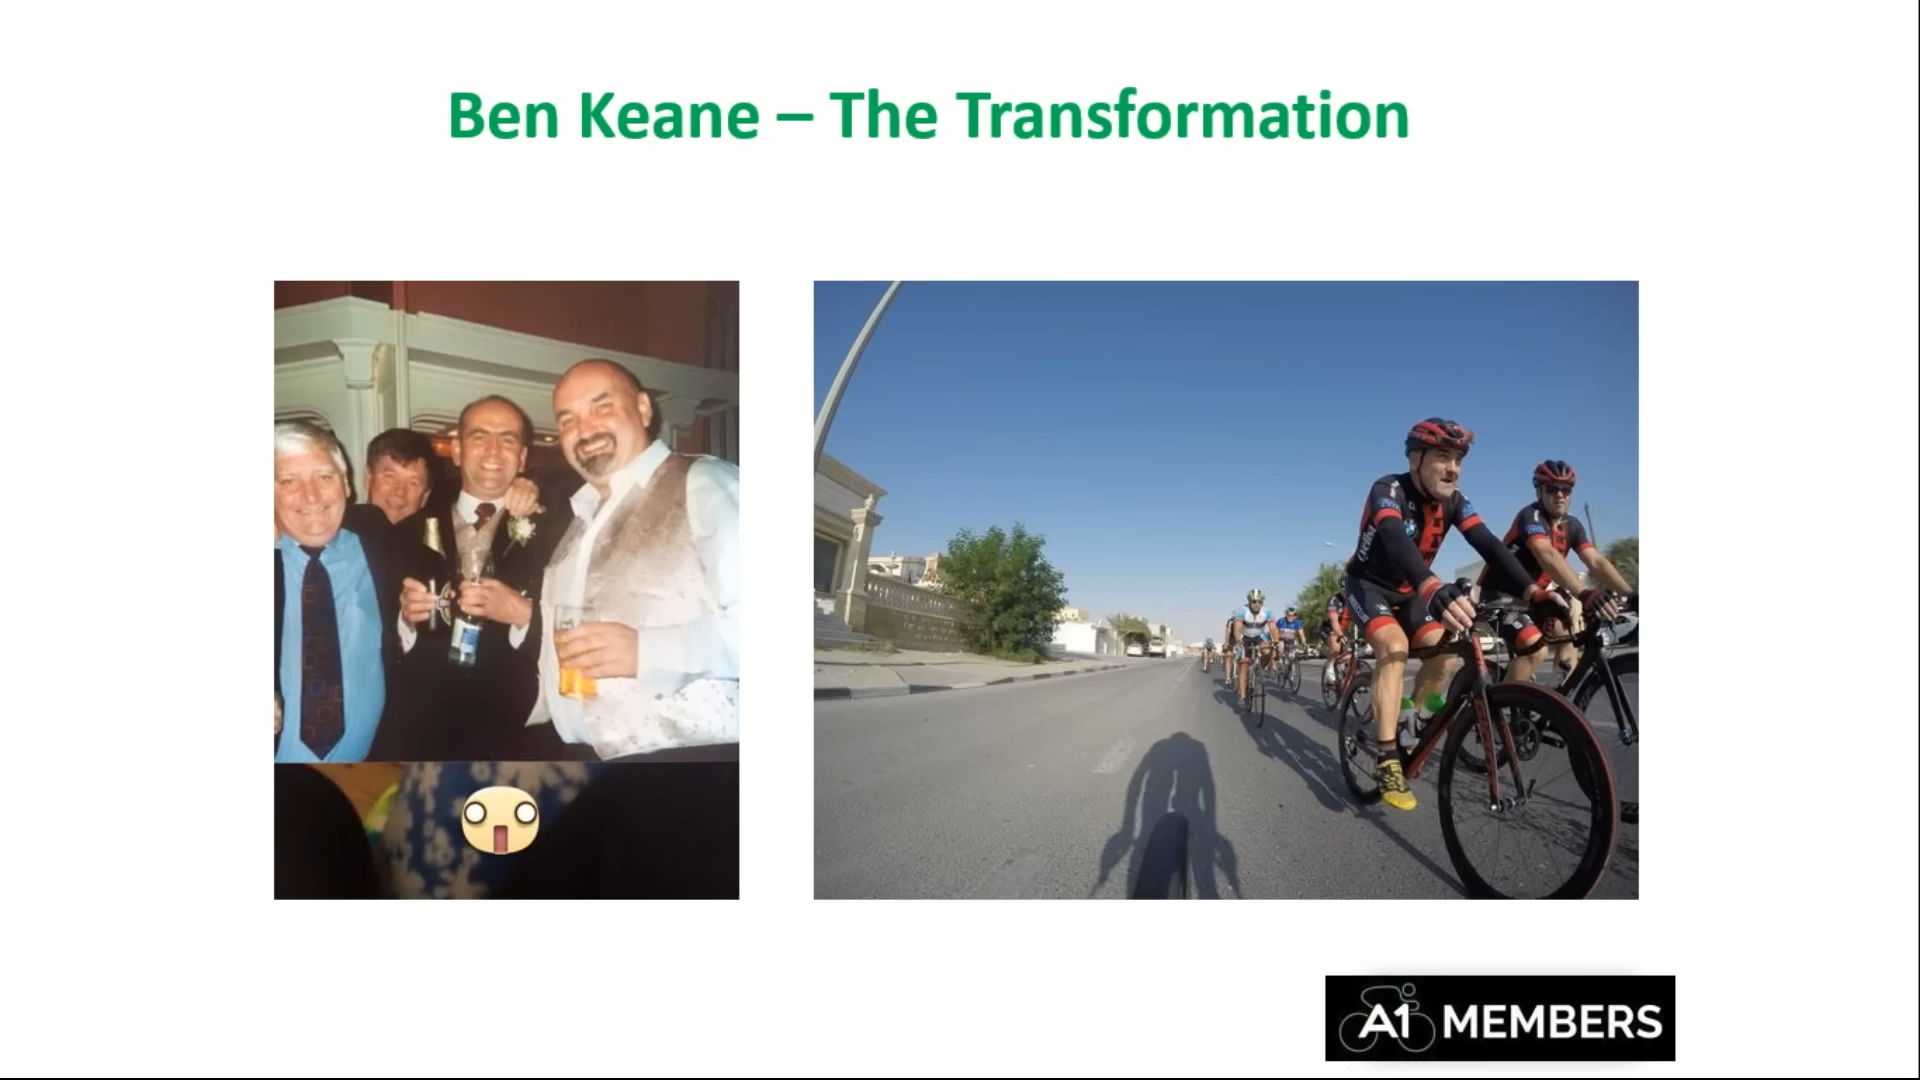 Ben Keane – The Transformation
A1 MEMBERS